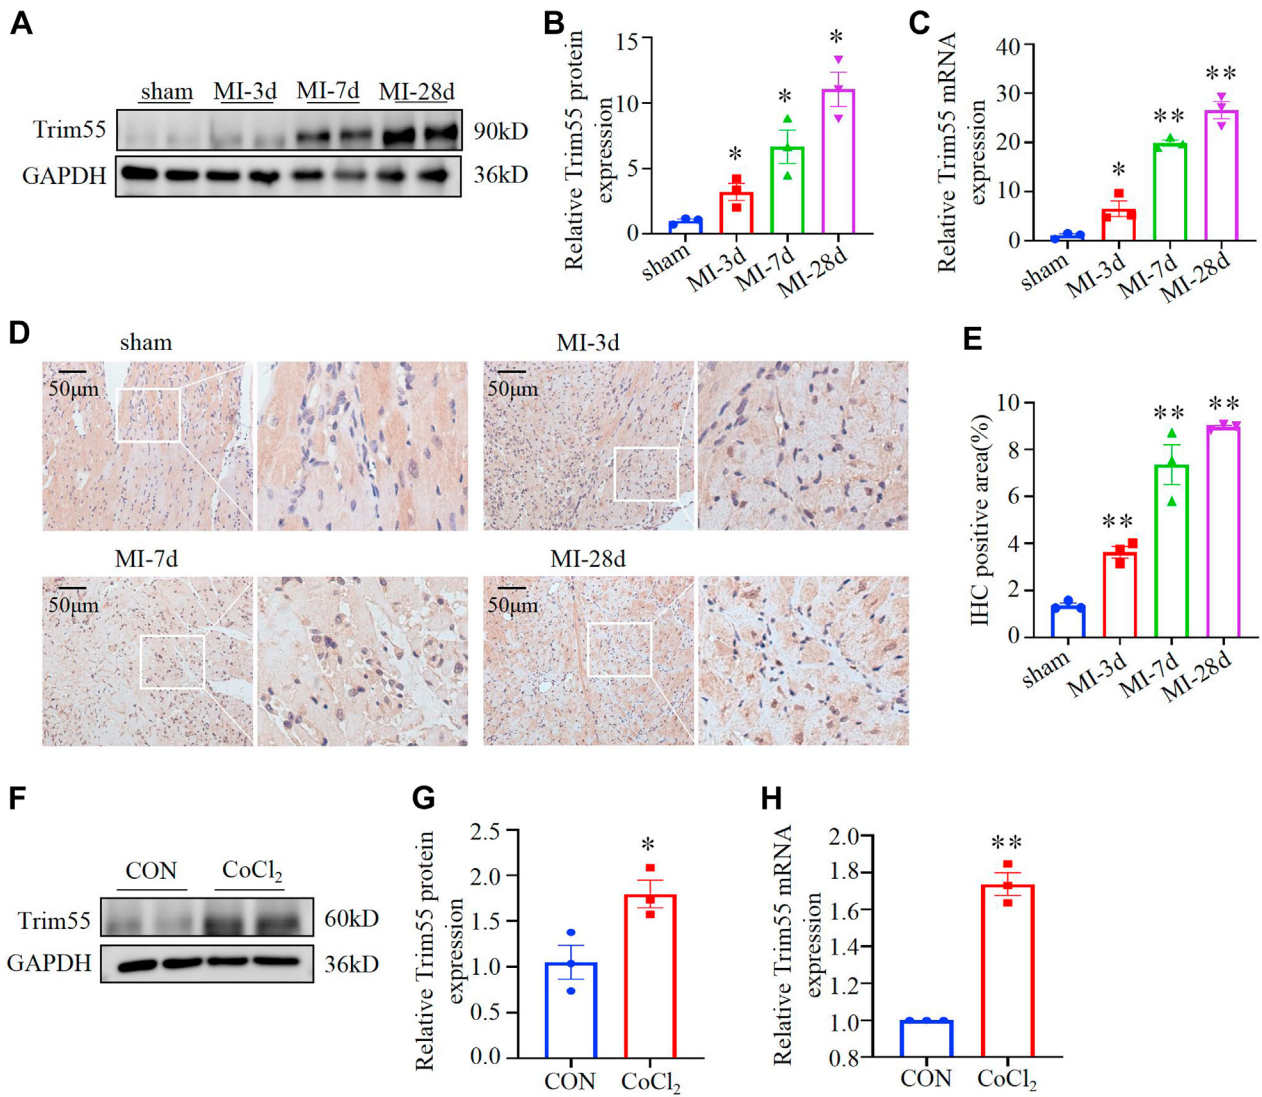 A
sham MI-3d MI-7d MI-28d
Trim55 90kD
GAPDH 36kD
B
Relative Trim55 protein
expression
15
10
5
0
* * *
sham MI-3d MI-7d MI-28d
C
Relative Trim55 mRNA
expression
40
30
20
10
0
* ** **
sham MI-3d MI-7d MI-28d
D
sham MI-3d
50μm 50μm
MI-7d MI-28d
50μm 50μm
E
IHC positive area(%)
10
8
6
4
2
0
** ** **
sham MI-3d MI-7d MI-28d
F
CON CoCl2
Trim55 60kD
GAPDH 36kD
G
Relative Trim55 protein
expression
2.5
2.0
1.5
1.0
0.5
0.0
*
CON CoCl2
H
Relative Trim55 mRNA
expression
2.0
1.8
1.6
1.4
1.2
1.0
0.8
**
CON CoCl2